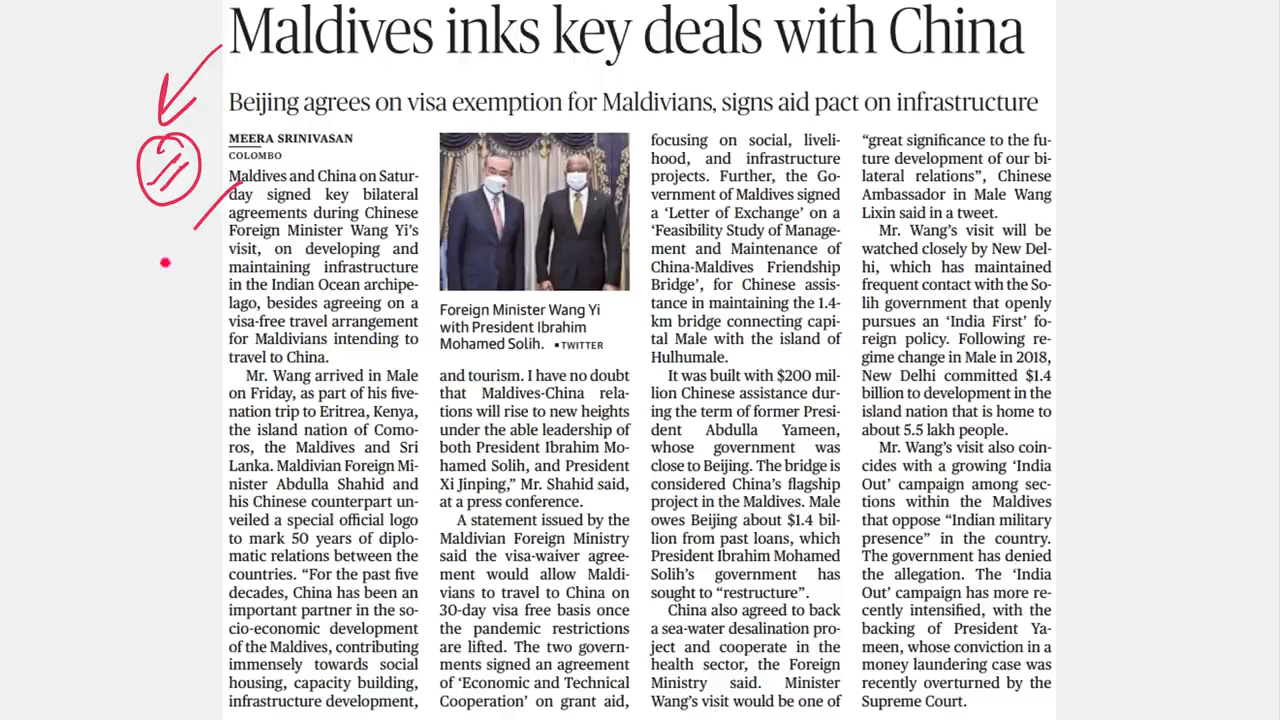 Maldives inks key deals with China
Beijing agrees on visa exemption for Maldivians, signs aid pact on infrastructure
MEERA SRINIVASAN
COLOMBO
Maldives and China on Satur-
day signed key bilateral
agreements during Chinese
Foreign Minister Wang Yi’s
visit, on developing and
maintaining infrastructure
in the Indian Ocean archipe-
lago, besides agreeing on a
visa-free travel arrangement
for Maldivians intending to
travel to China.
Mr. Wang arrived in Male
on Friday, as part of his five-
nation trip to Eritrea, Kenya,
the island nation of Como-
ros, the Maldives and Sri
Lanka. Maldivian Foreign Mi-
nister Abdulla Shahid and
his Chinese counterpart un-
veiled a special official logo
to mark 50 years of diplo-
matic relations between the
countries. “For the past five
decades, China has been an
important partner in the so-
cio-economic development
of the Maldives, contributing
immensely towards social
housing, capacity building,
infrastructure development,
Foreign Minister Wang Yi
with President Ibrahim
Mohamed Solih. ▪TWITTER
and tourism. I have no doubt
that Maldives-China rela-
tions will rise to new heights
under the able leadership of
both President Ibrahim Mo-
hamed Solih, and President
Xi Jinping,” Mr. Shahid said,
at a press conference.
A statement issued by the
Maldivian Foreign Ministry
said the visa-waiver agree-
ment would allow Maldi-
vians to travel to China on
30-day visa free basis once
the pandemic restrictions
are lifted. The two govern-
ments signed an agreement
of ‘Economic and Technical
Cooperation’ on grant aid,
focusing on social, liveli-
hood, and infrastructure
projects. Further, the Go-
vernment of Maldives signed
a ‘Letter of Exchange’ on a
‘Feasibility Study of Manage-
ment and Maintenance of
China-Maldives Friendship
Bridge’, for Chinese assis-
tance in maintaining the 1.4-
km bridge connecting capi-
tal Male with the island of
Hulhumale.
It was built with $200 mil-
lion Chinese assistance dur-
ing the term of former Presi-
dent Abdulla Yameen,
whose government was
close to Beijing. The bridge is
considered China’s flagship
project in the Maldives. Male
owes Beijing about $1.4 bil-
lion from past loans, which
President Ibrahim Mohamed
Solih’s government has
sought to “restructure”.
China also agreed to back
a sea-water desalination pro-
ject and cooperate in the
health sector, the Foreign
Ministry said. Minister
Wang’s visit would be one of
“great significance to the fu-
ture development of our bi-
lateral relations”, Chinese
Ambassador in Male Wang
Lixin said in a tweet.
Mr. Wang’s visit will be
watched closely by New Del-
hi, which has maintained
frequent contact with the So-
lih government that openly
pursues an ‘India First’ fo-
reign policy. Following re-
gime change in Male in 2018,
New Delhi committed $1.4
billion to development in the
island nation that is home to
about 5.5 lakh people.
Mr. Wang’s visit also coin-
cides with a growing ‘India
Out’ campaign among sec-
tions within the Maldives
that oppose “Indian military
presence” in the country.
The government has denied
the allegation. The ‘India
Out’ campaign has more re-
cently intensified, with the
backing of President Ya-
meen, whose conviction in a
money laundering case was
recently overturned by the
Supreme Court.